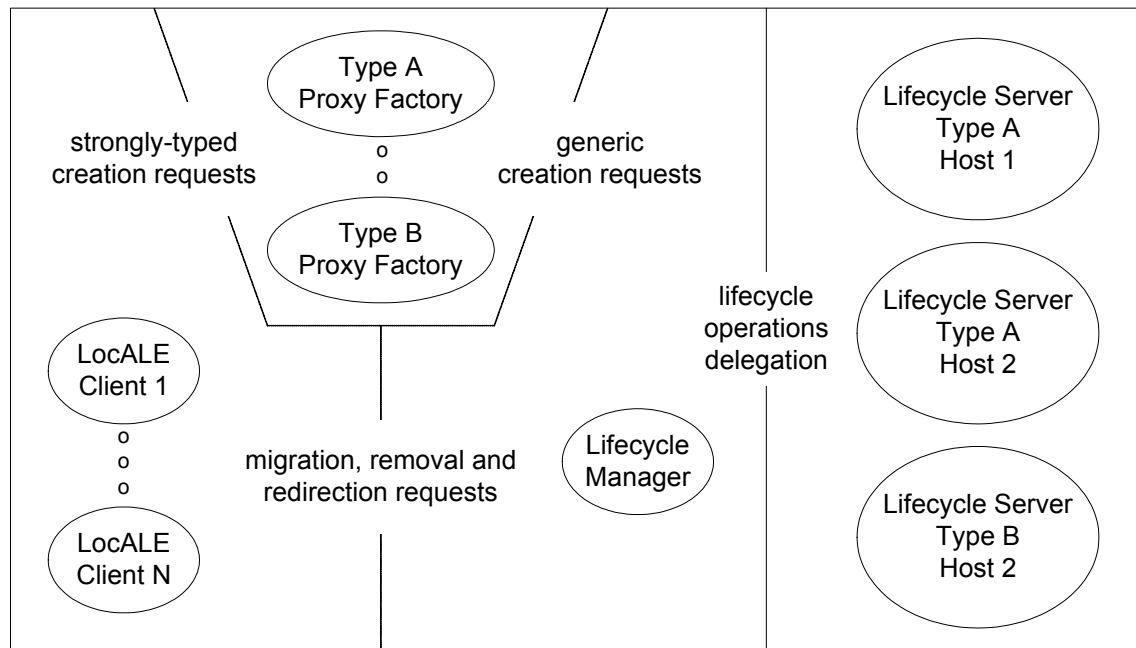 Type A
Proxy Factory
o
o
Type B
Proxy Factory
strongly-typed
creation requests
generic
creation requests
LocALE
Client 1
o
o
o
LocALE
Client N
migration, removal and
redirection requests
Lifecycle
Manager
lifecycle
operations
delegation
Lifecycle Server
Type A
Host 1
Lifecycle Server
Type A
Host 2
Lifecycle Server
Type B
Host 2